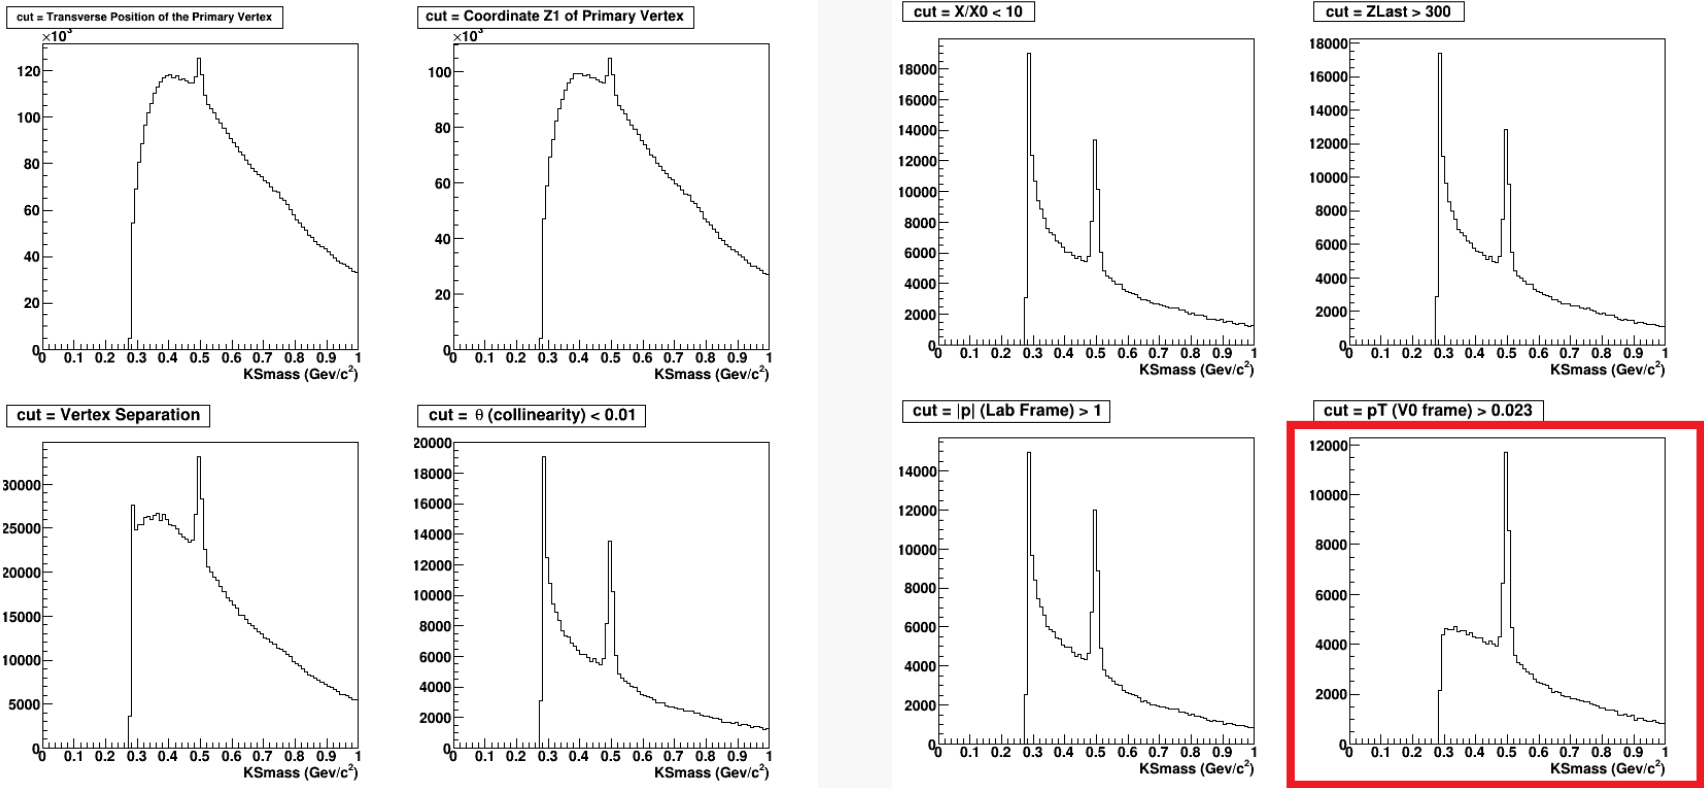 cut = Transverse Position of the Primary Vertex
×10³
120
100
80
60
40
20
0
0 0.1 0.2 0.3 0.4 0.5 0.6 0.7 0.8 0.9 1
KSmass (Gev/c²)
cut = Coordinate Z1 of Primary Vertex
×10³
100
80
60
40
20
0
0 0.1 0.2 0.3 0.4 0.5 0.6 0.7 0.8 0.9 1
KSmass (Gev/c²)
cut = X/X0 < 10
18000
16000
14000
12000
10000
8000
6000
4000
2000
0
0 0.1 0.2 0.3 0.4 0.5 0.6 0.7 0.8 0.9 1
KSmass (Gev/c²)
cut = ZLast > 300
18000
16000
14000
12000
10000
8000
6000
4000
2000
0
0 0.1 0.2 0.3 0.4 0.5 0.6 0.7 0.8 0.9 1
KSmass (Gev/c²)
cut = Vertex Separation
30000
25000
20000
15000
10000
5000
0
0 0.1 0.2 0.3 0.4 0.5 0.6 0.7 0.8 0.9 1
KSmass (Gev/c²)
cut = θ (collinearity) < 0.01
20000
18000
16000
14000
12000
10000
8000
6000
4000
2000
0
0 0.1 0.2 0.3 0.4 0.5 0.6 0.7 0.8 0.9 1
KSmass (Gev/c²)
cut = |p| (Lab Frame) > 1
14000
12000
10000
8000
6000
4000
2000
0
0 0.1 0.2 0.3 0.4 0.5 0.6 0.7 0.8 0.9 1
KSmass (Gev/c²)
cut = pT (V0 frame) > 0.023
12000
10000
8000
6000
4000
2000
0
0 0.1 0.2 0.3 0.4 0.5 0.6 0.7 0.8 0.9 1
KSmass (Gev/c²)